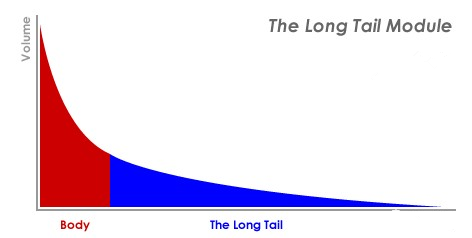 The Long Tail Module
Volume
Body
The Long Tail